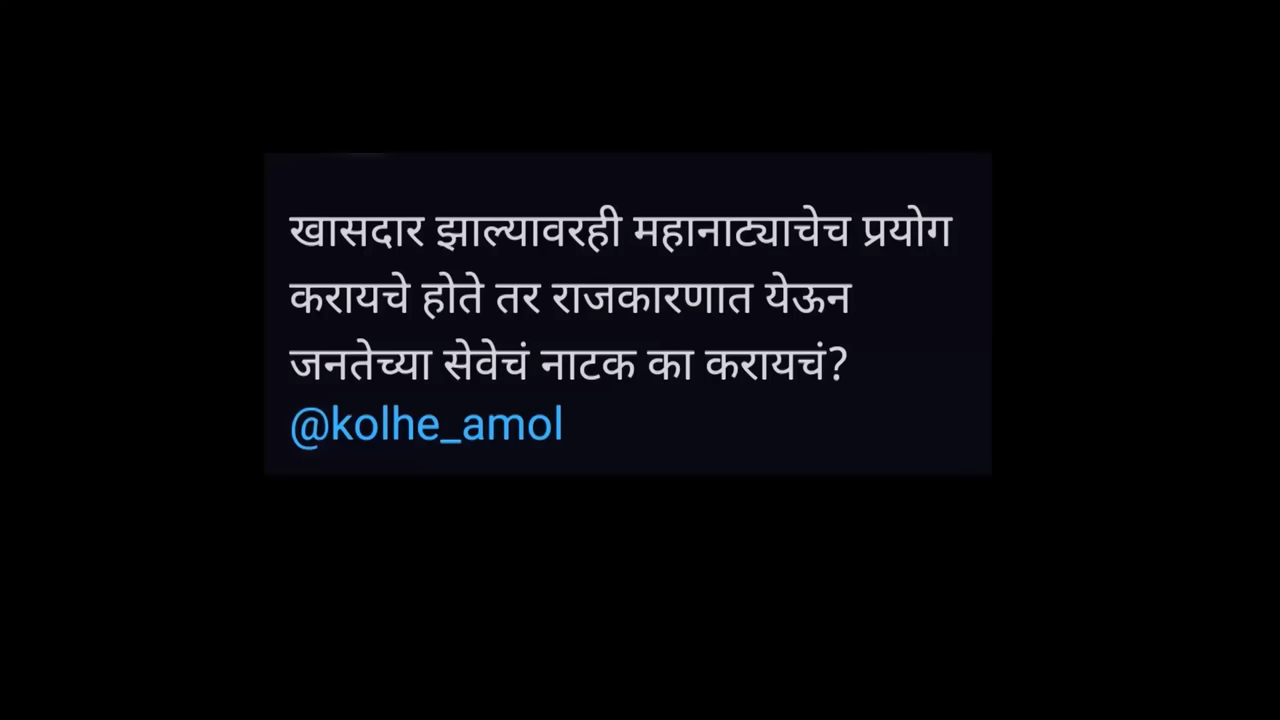 खासदार झाल्यावरही महानाट्याचेच प्रयोग
करायचे होते तर राजकारणात येऊन
जनतेच्या सेवेचं नाटक का करायचं?
@kolhe_amol